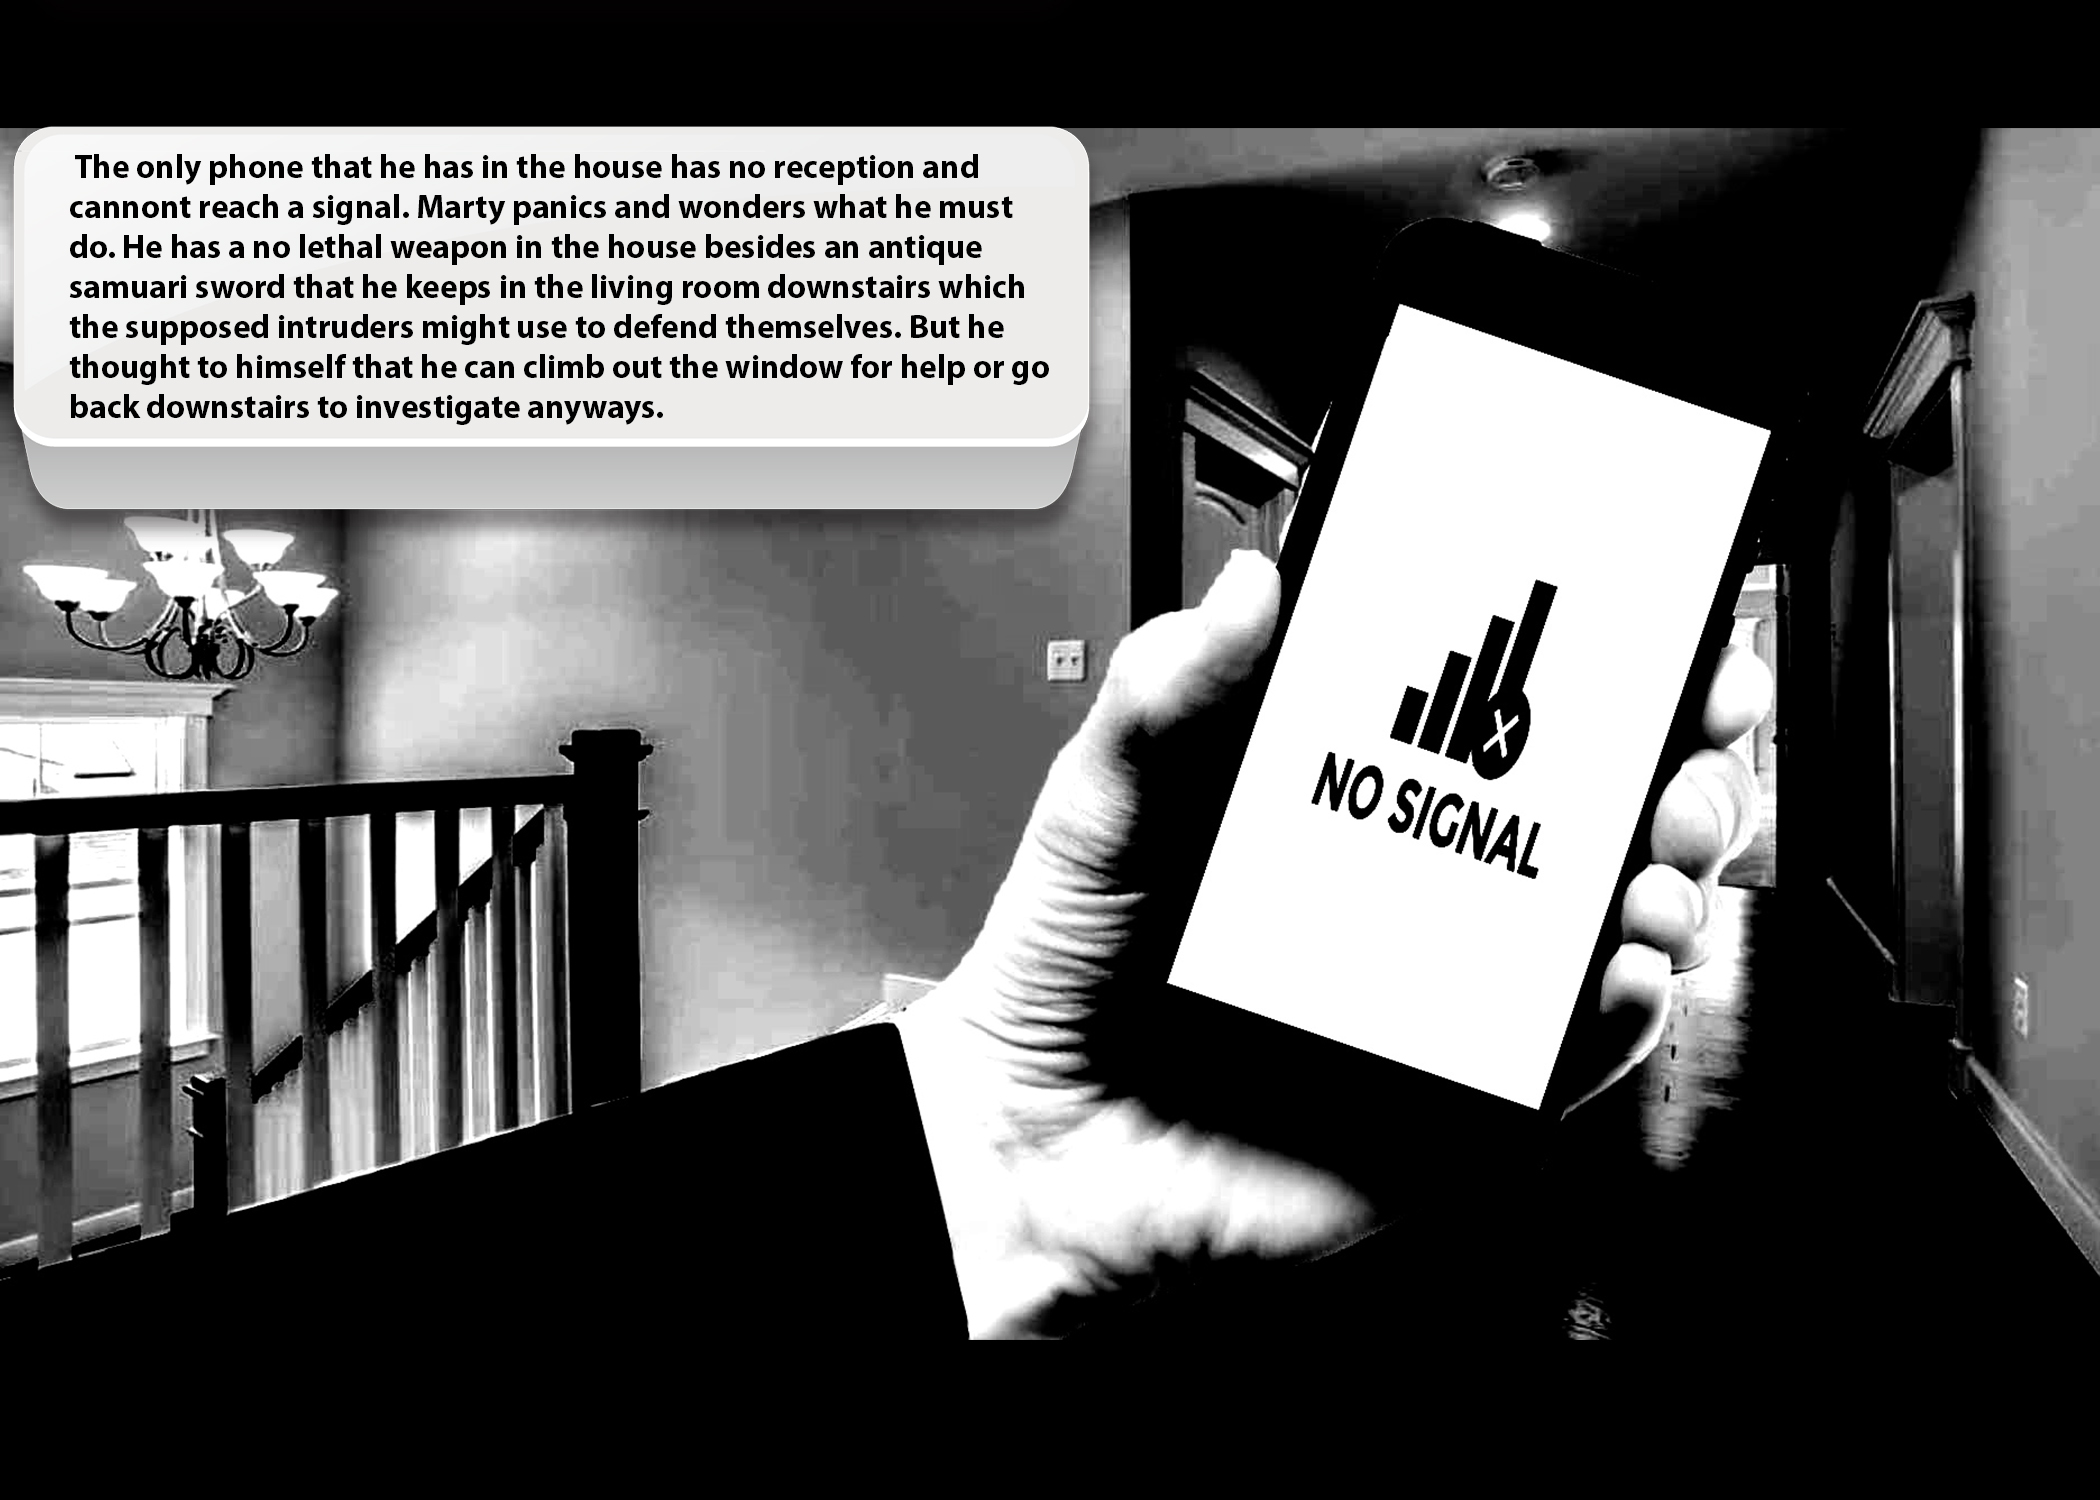 The only phone that he has in the house has no reception and
cannont reach a signal. Marty panics and wonders what he must
do. He has a no lethal weapon in the house besides an antique
samuari sword that he keeps in the living room downstairs which
the supposed intruders might use to defend themselves. But he
thought to himself that he can climb out the window for help or go
back downstairs to investigate anyways.
NO SIGNAL